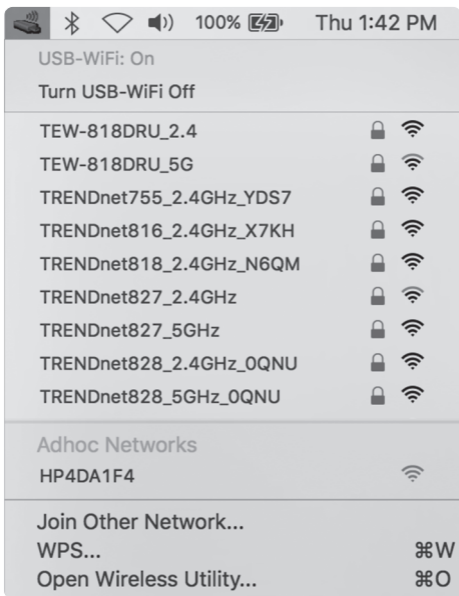 100% Thu 1:42 PM
USB-WiFi: On
Turn USB-WiFi Off
TEW-818DRU_2.4
TEW-818DRU_5G
TRENDnet755_2.4GHz_YDS7
TRENDnet816_2.4GHz_X7KH
TRENDnet818_2.4GHz_N6QM
TRENDnet827_2.4GHz
TRENDnet827_5GHz
TRENDnet828_2.4GHz_0QNU
TRENDnet828_5GHz_0QNU
Adhoc Networks
HP4DA1F4
Join Other Network...
WPS... ⌘W
Open Wireless Utility... ⌘O